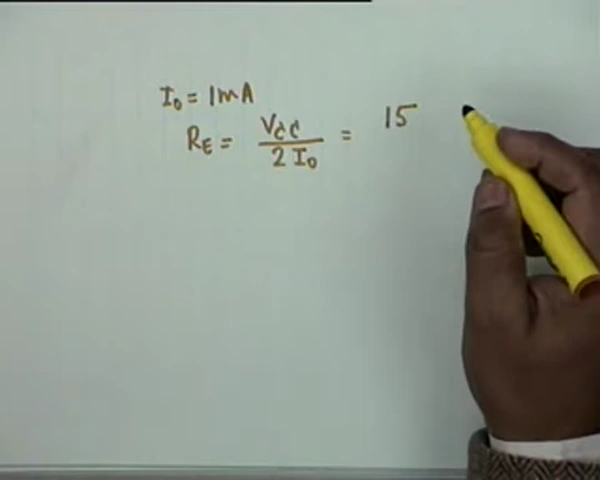 I₀ = 1mA
R_E = V_CC / 2 I₀ = 15